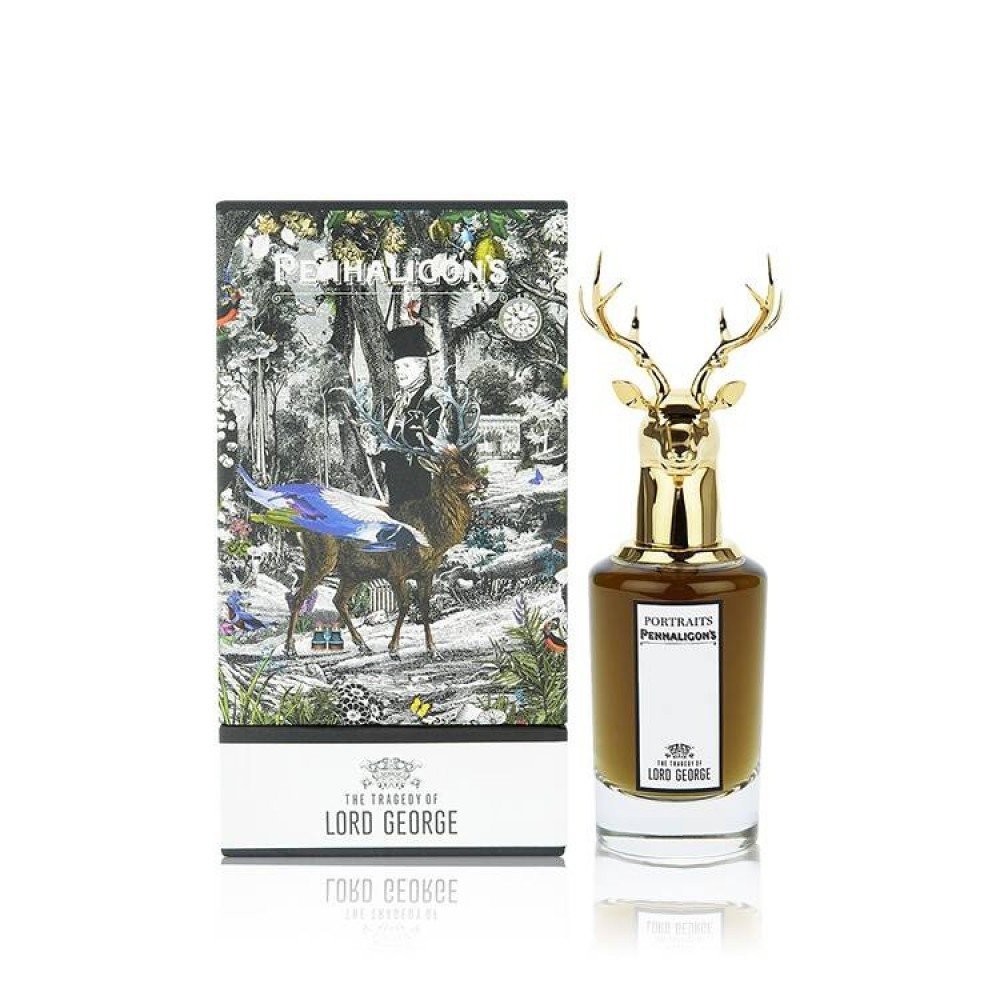 PENHALIGON'S
THE TRAGEDY OF
LORD GEORGE
PORTRAITS
PENHALIGON'S
THE TRAGEDY OF
LORD GEORGE